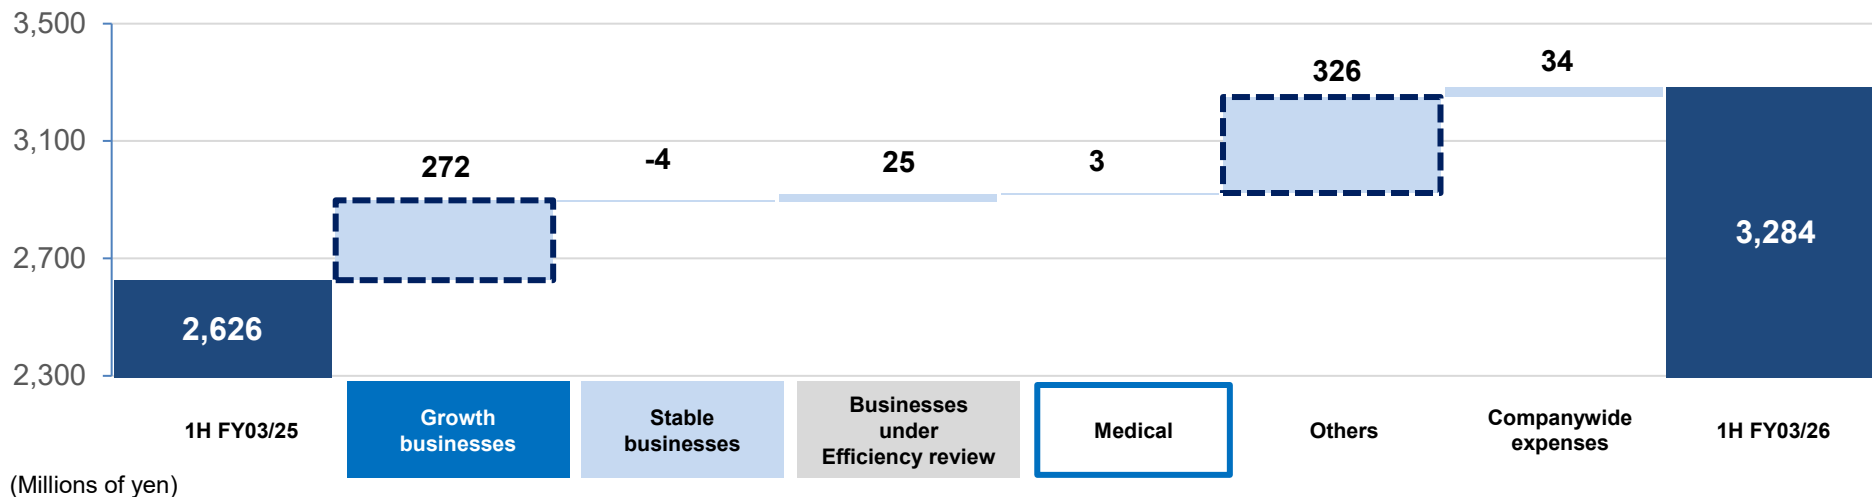 3,500
3,100
2,700
2,300
2,626
272
-4
25
3
326
34
3,284
1H FY03/25
Growth
businesses
Stable
businesses
Businesses
under
Efficiency review
Medical
Others
Companywide
expenses
1H FY03/26
(Millions of yen)